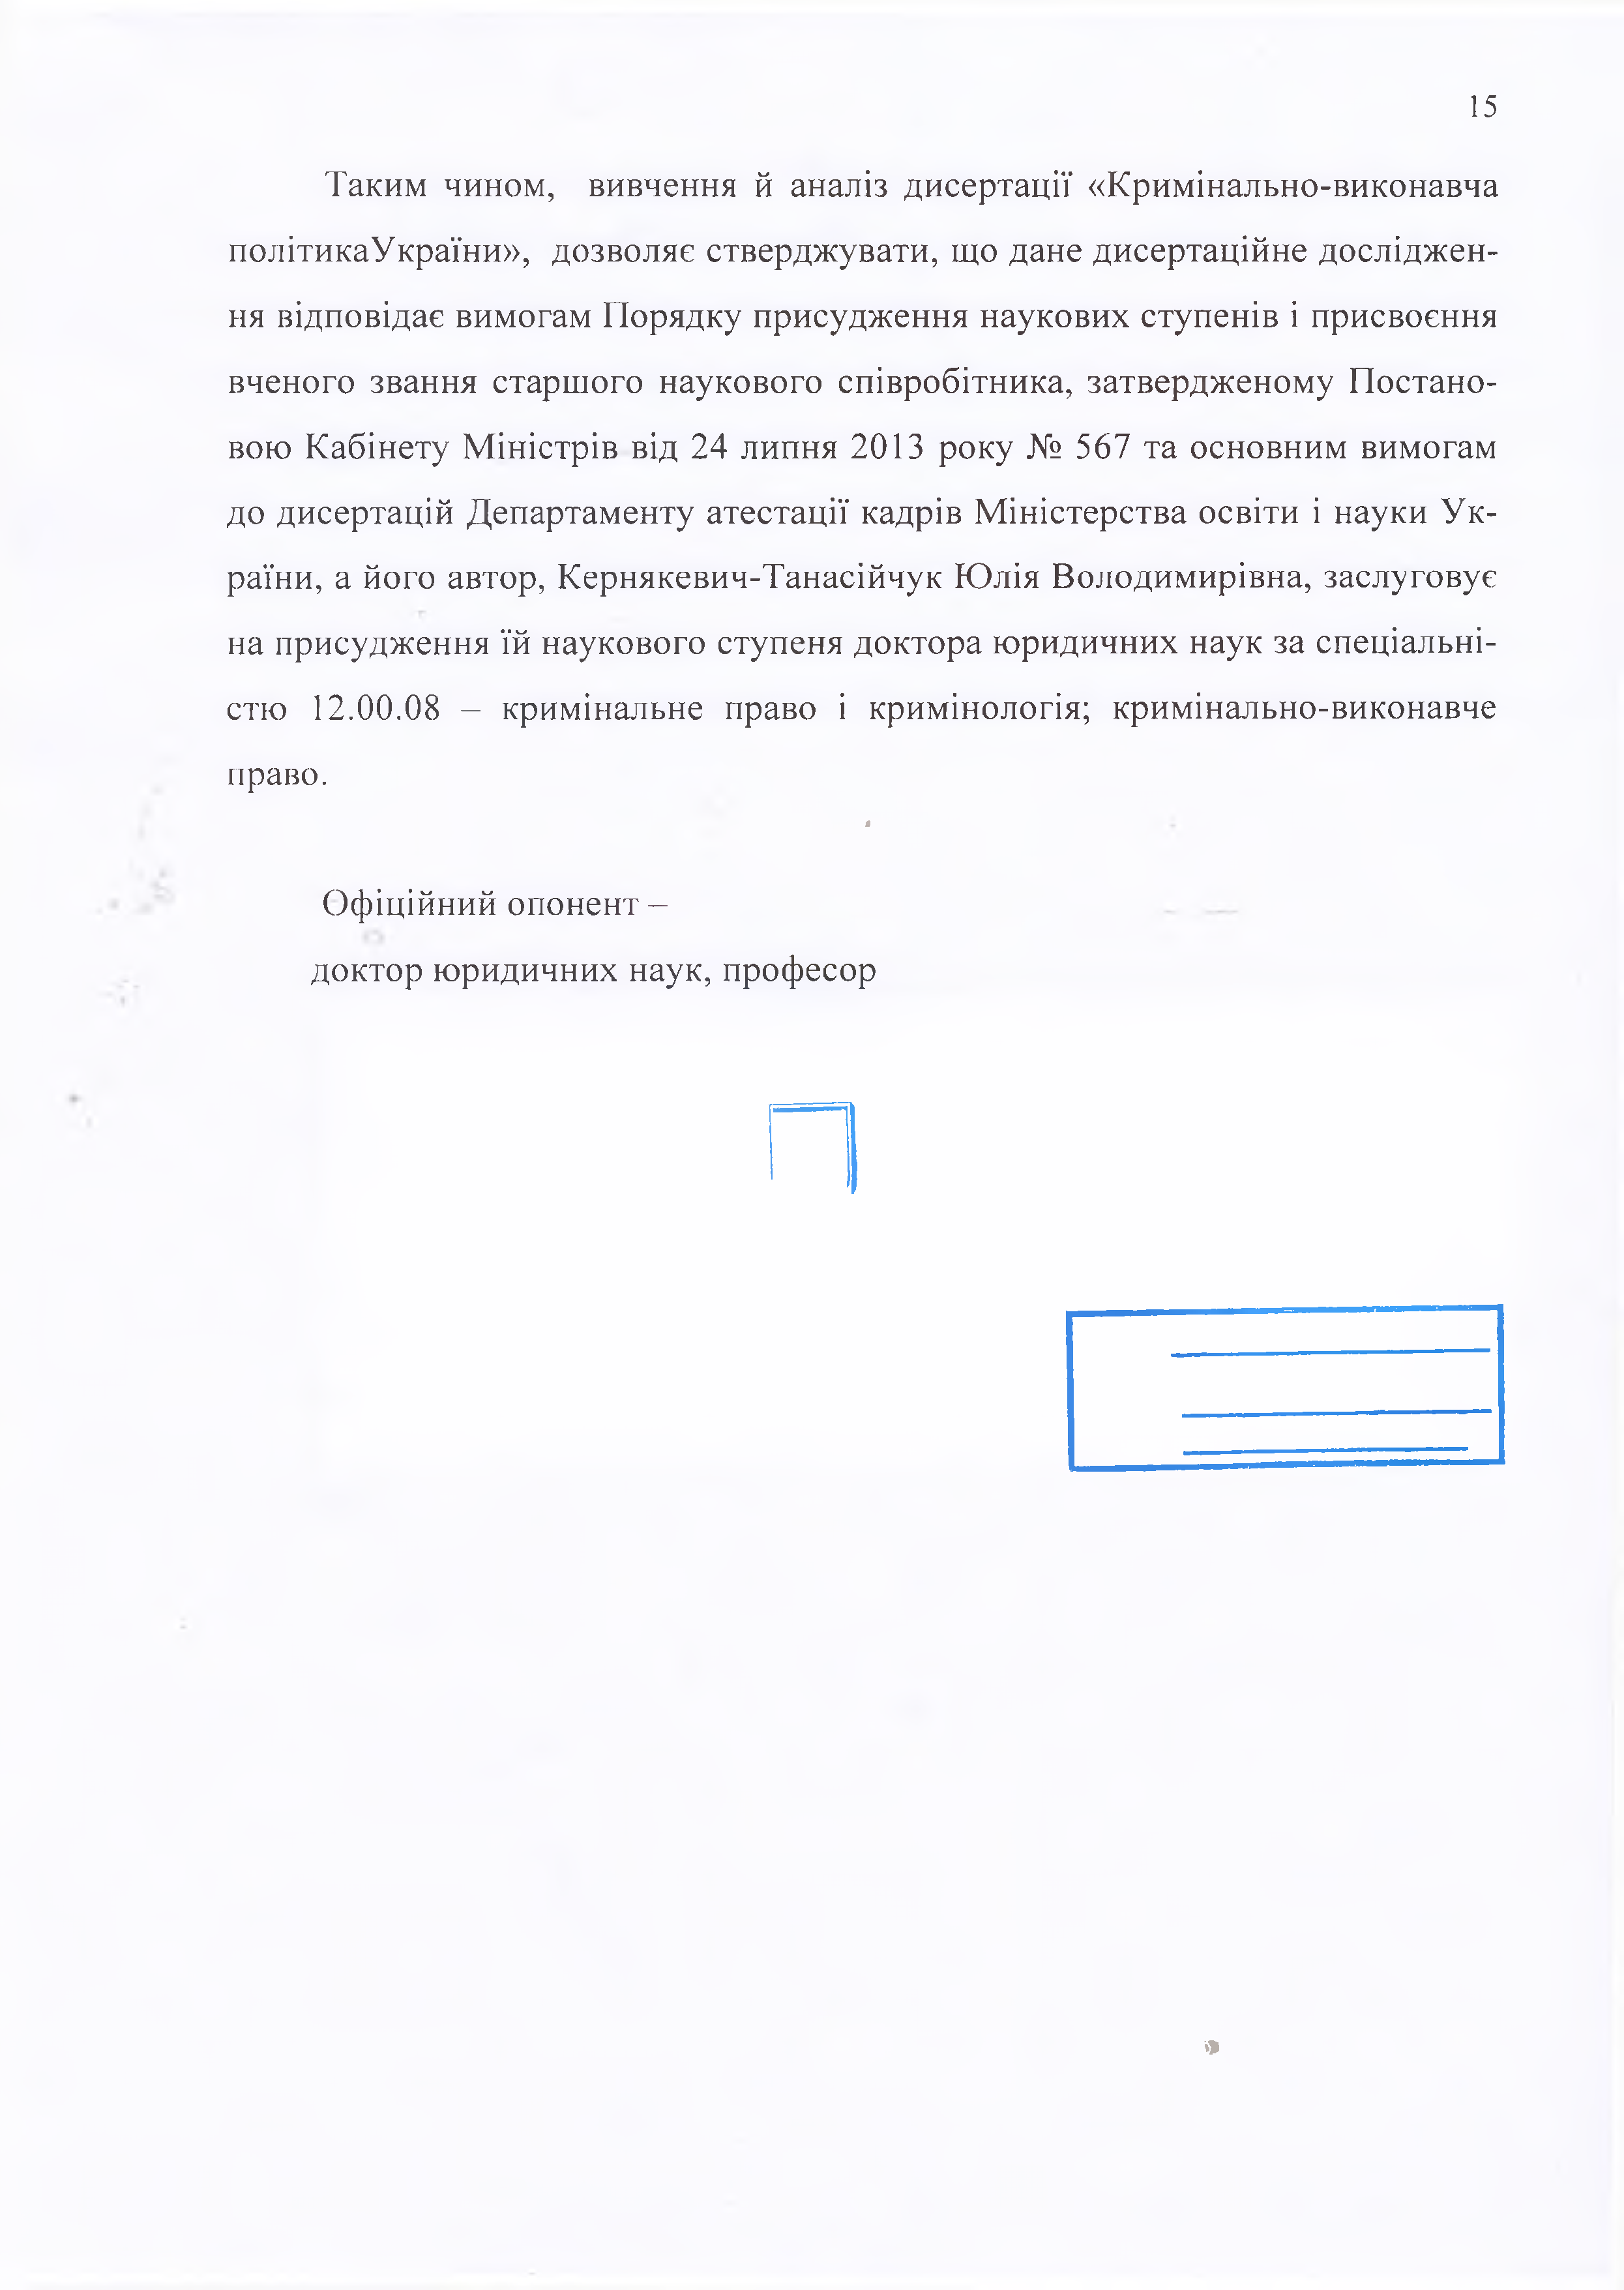 15
Таким чином, вивчення й аналіз дисертації «Кримінально-виконавча
політикаУкраїни», дозволяє стверджувати, що дане дисертаційне дослiджен-
ня відповідає вимогам Порядку присудження наукових ступенів і присвоєння
вченого звання старшого наукового співробітника, затвердженому Постано-
вою Кабінету Міністрів від 24 липня 2013 року № 567 та основним вимогам
до дисертацій Департаменту атестації кадрів Міністерства освіти і науки Ук-
раїни, а його автор, Кернякевич-Танасійчук Юлія Володимирівна, заслуговує
на присудження їй наукового ступеня доктора юридичних наук за спеціальні-
стю 12.00.08 – кримінальне право і кримінологія; кримінально-виконавче
право.
Офіційний опонент –
доктор юридичних наук, професор